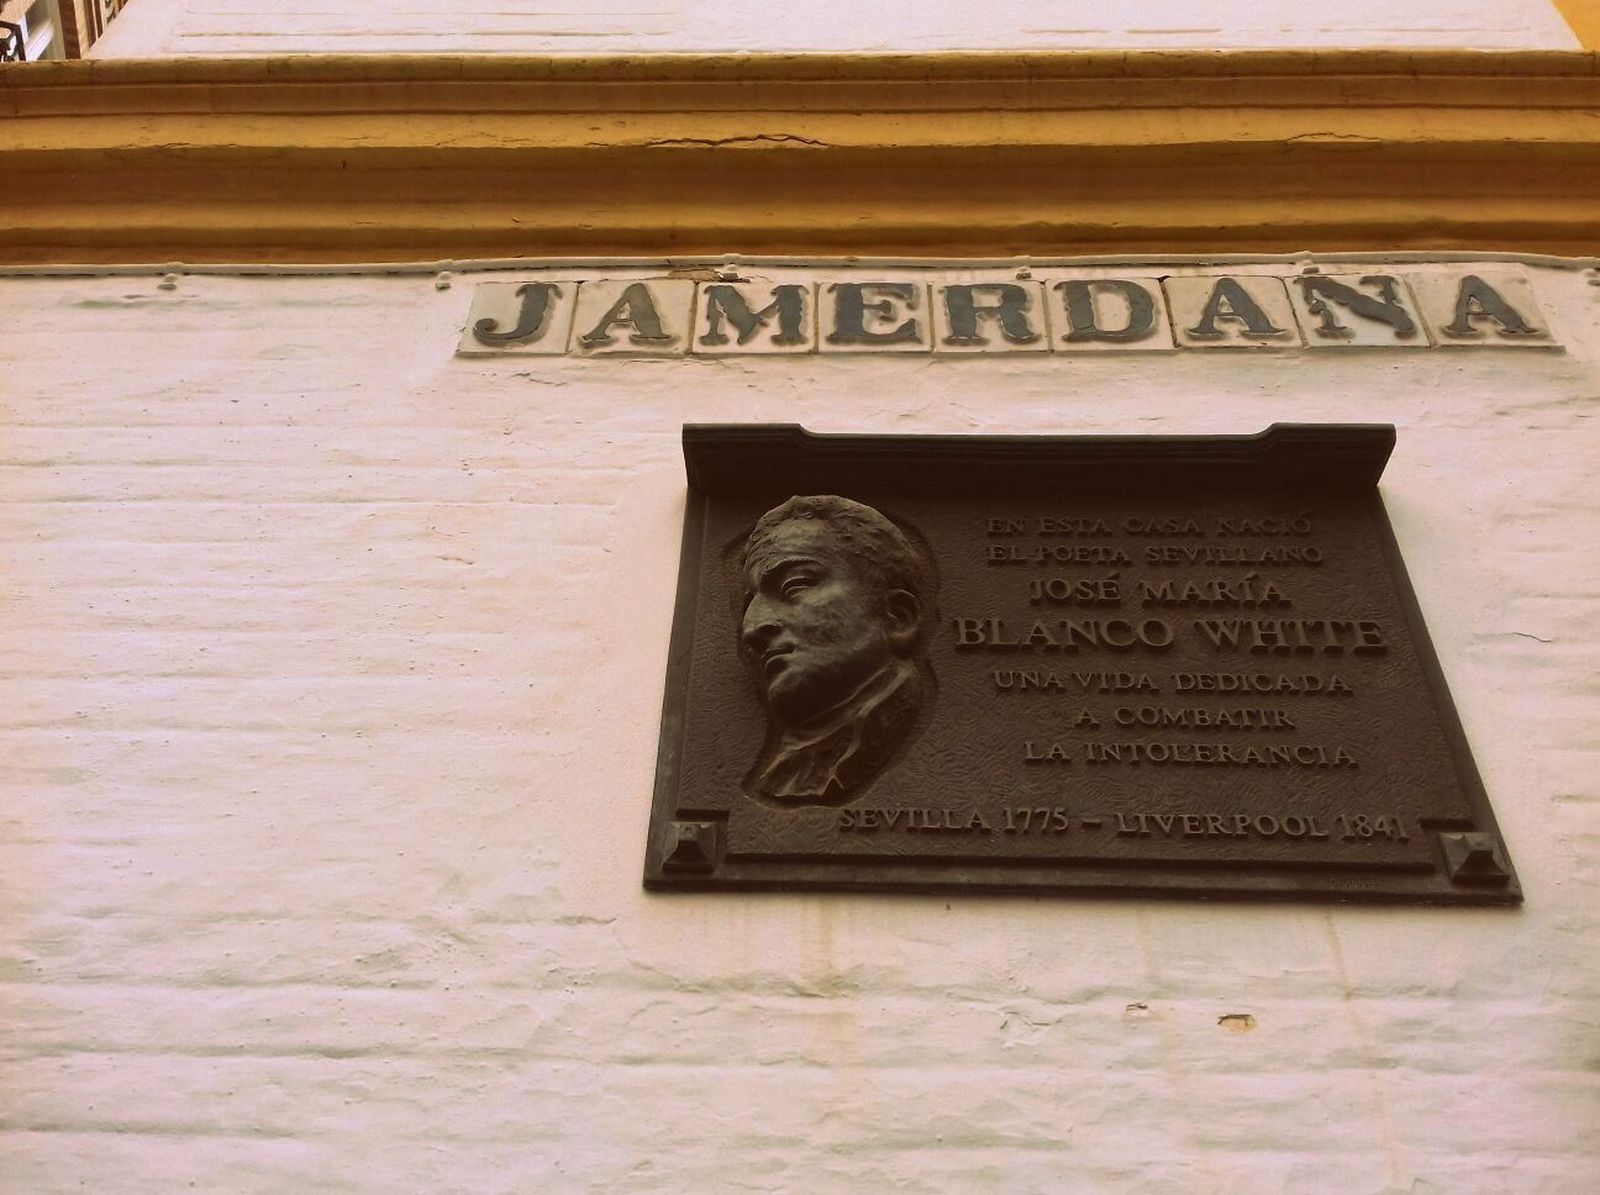 JAMERDANA
EN ESTA CASA NACIÓ
EL POETA SEVILLANO
JOSÉ MARÍA
BLANCO WHITE
UNA VIDA DEDICADA
A COMBATIR
LA INTOLERANCIA
SEVILLA 1775 – LIVERPOOL 1841